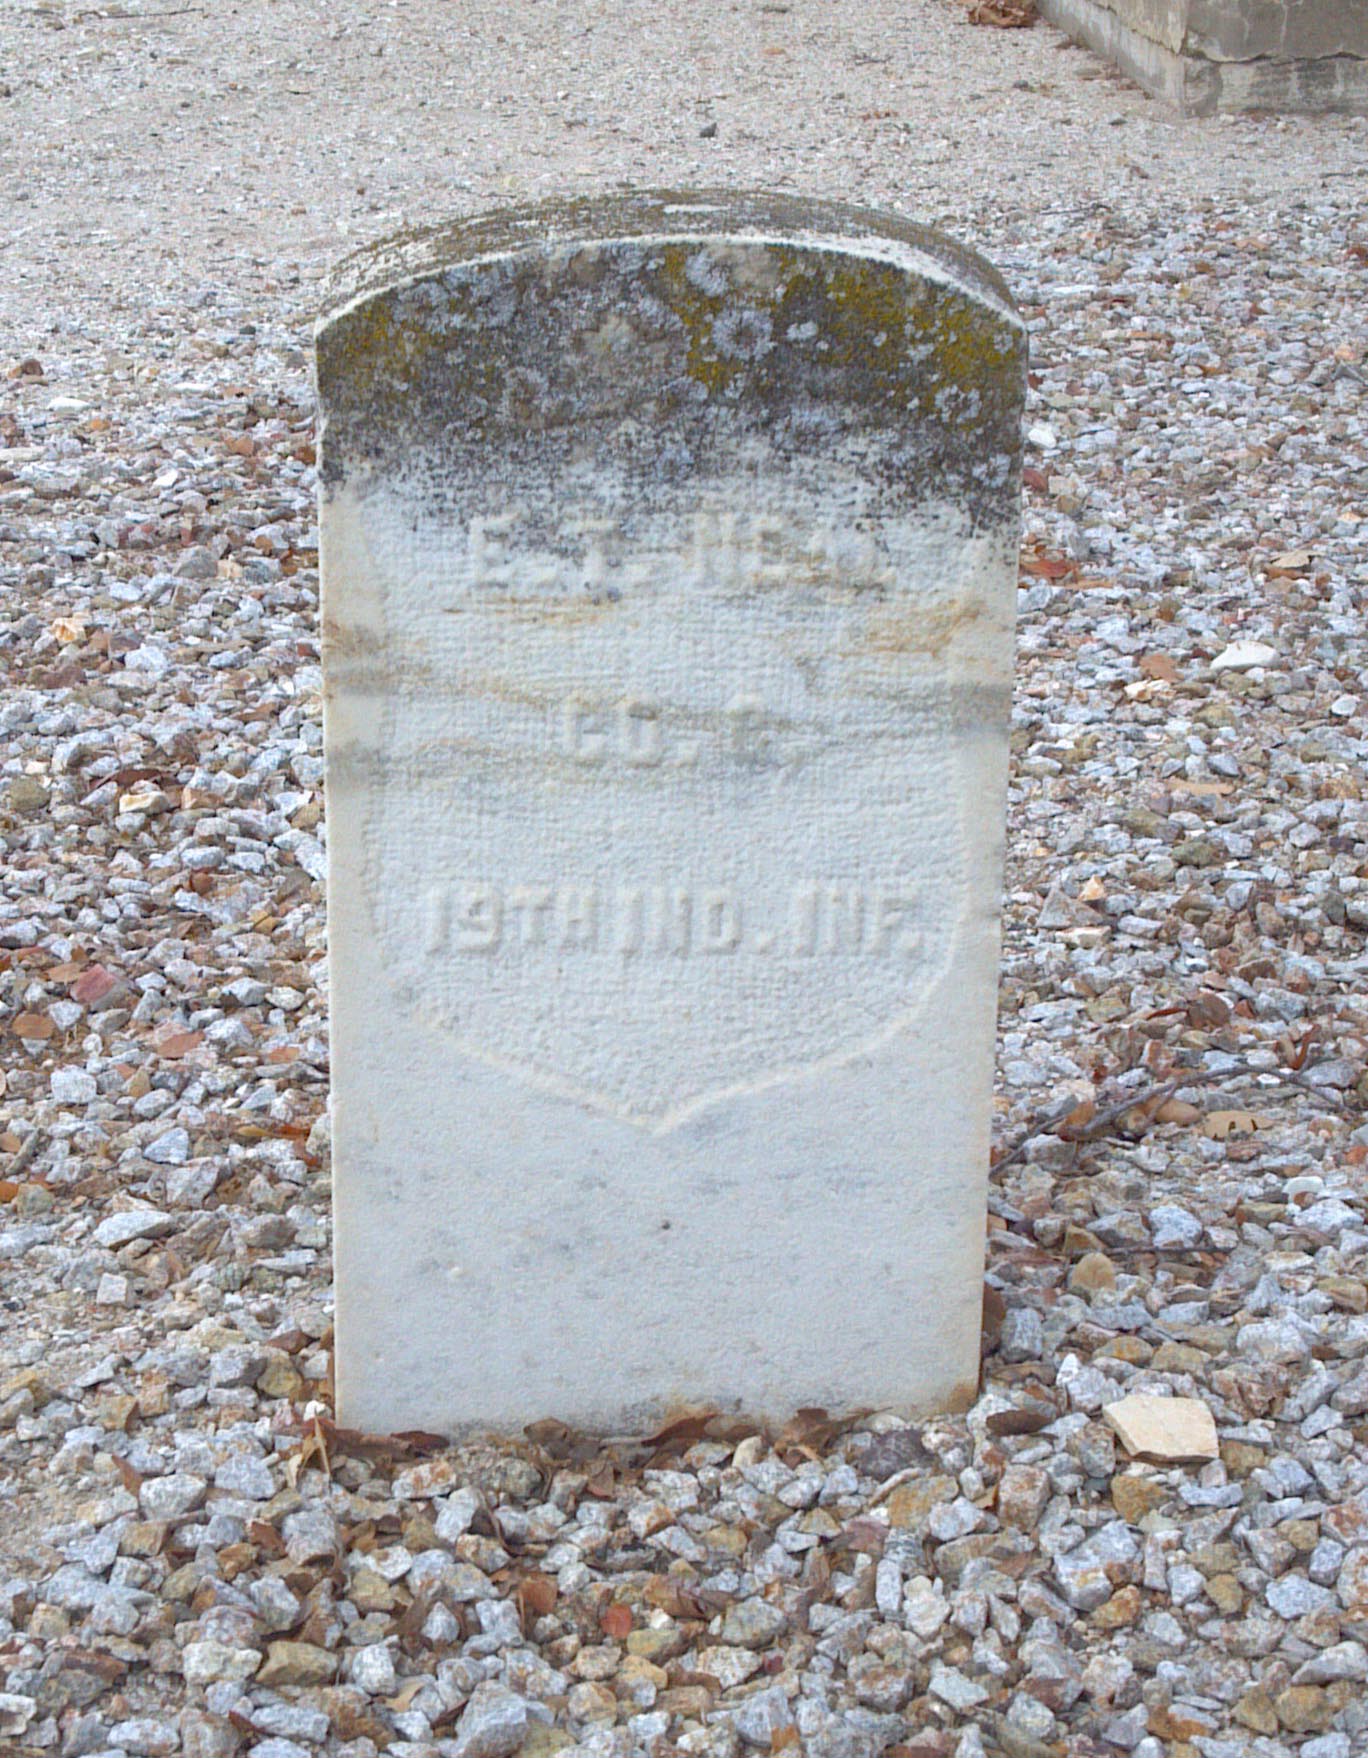 E. T.
CO.
19TH IND. INF.